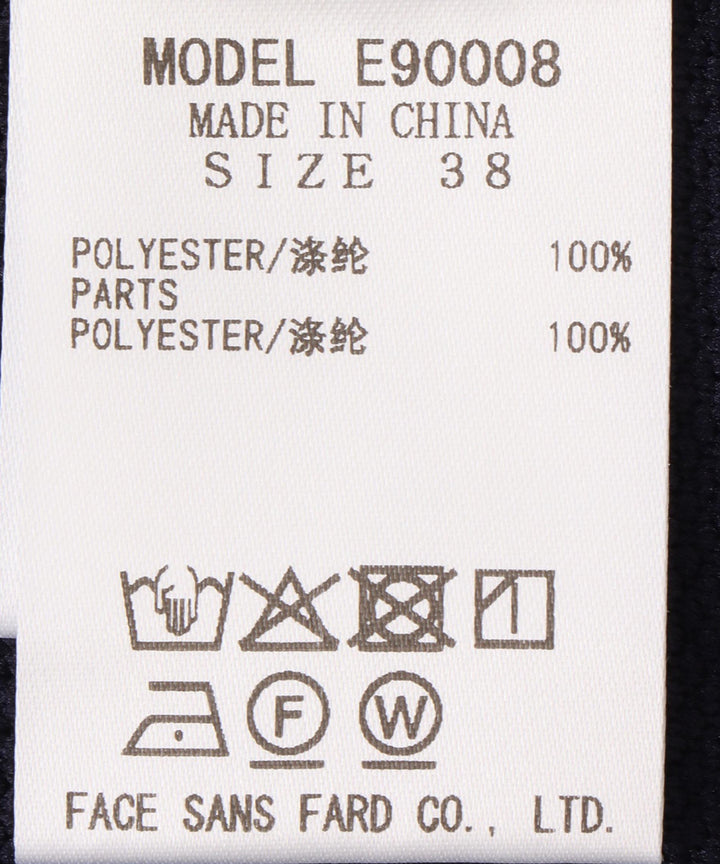 MODEL E90008
MADE IN CHINA
SIZE 38
POLYESTER/涤纶 100%
PARTS
POLYESTER/涤纶 100%
F W
FACE SANS FARD CO., LTD.